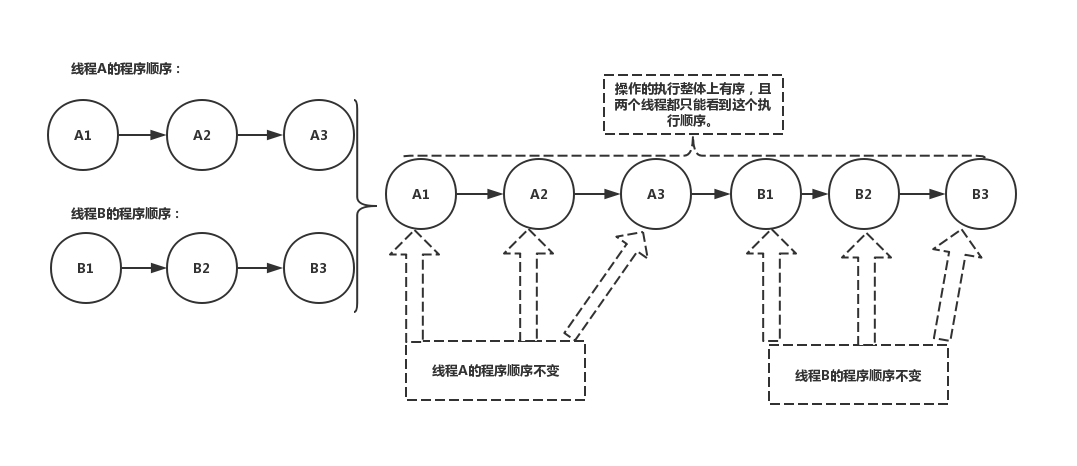 线程A的程序顺序：
A1 A2 A3
线程B的程序顺序：
B1 B2 B3
操作的执行整体上有序，且
两个线程都只能看到这个执
行顺序。
A1 A2 A3 B1 B2 B3
线程A的程序顺序不变
线程B的程序顺序不变